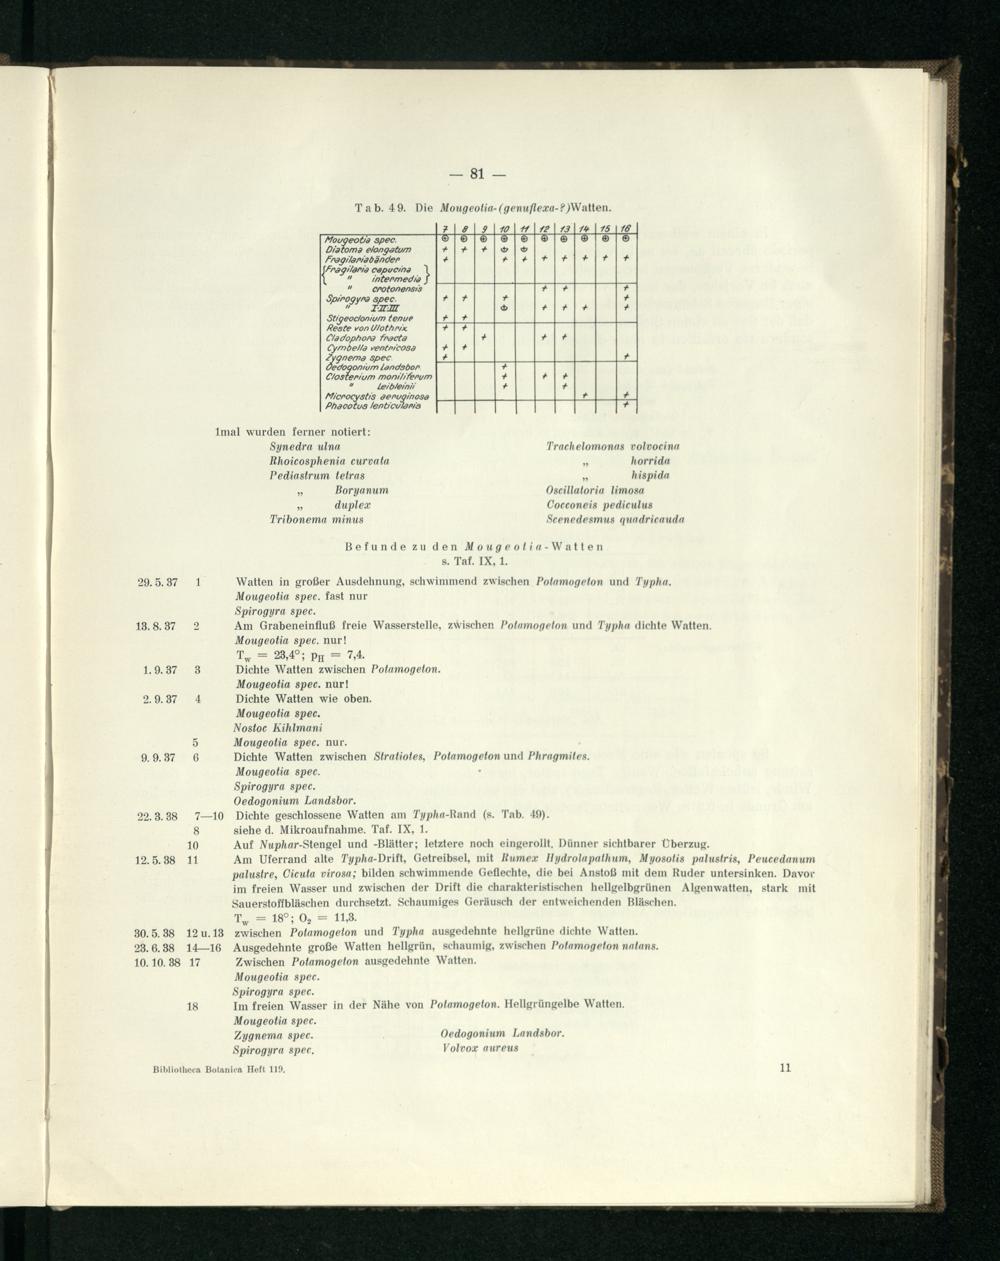 — 81 —
Tab. 49. Die Mougeotia-(genuflexa-?)Watten.
7 8 9 10 11 12 13 14 15 16
Mougeotia spec. ⊕ ⊕ ⊕ ⊕ ⊕ ⊕ ⊕ ⊕ ⊕ ⊕
Diatoma elongatum + + + ⊕ ⊕
Fragilariabänder + + + + + + + + +
{Fragilaria capucina }
{ " intermedia }
" crotonensis + + +
Spirogyra spec. + + + +
" I:II:III ⊕ + + + +
Stigeoclonium tenue + +
Reste von Ulothrix + +
Cladophora fracta + + +
Cymbella ventricosa + +
Zygnema spec. + +
Oedogonium Landsbor. +
Closterium moniliferum + + +
" Leibleinii + +
Microcystis aeruginosa + +
Phacotus lenticularis +
1mal wurden ferner notiert:
Synedra ulna
Rhoicosphenia curvata
Pediastrum tetras
„ Boryanum
„ duplex
Tribonema minus
Trachelomonas volvocina
„ horrida
„ hispida
Oscillatoria limosa
Cocconeis pediculus
Scenedesmus quadricauda
Befunde zu den Mougeotia-Watten
s. Taf. IX, 1.
29. 5. 37 1 Watten in großer Ausdehnung, schwimmend zwischen Potamogeton und Typha.
Mougeotia spec. fast nur
Spirogyra spec.
13. 8. 37 2 Am Grabeneinfluß freie Wasserstelle, zwischen Potamogeton und Typha dichte Watten.
Mougeotia spec. nur!
Tw = 23,4°; pH = 7,4.
1. 9. 37 3 Dichte Watten zwischen Potamogeton.
Mougeotia spec. nur!
2. 9. 37 4 Dichte Watten wie oben.
Mougeotia spec.
Nostoc Kihlmani
5 Mougeotia spec. nur.
9. 9. 37 6 Dichte Watten zwischen Stratiotes, Potamogeton und Phragmites.
Mougeotia spec.
Spirogyra spec.
Oedogonium Landsbor.
22. 3. 38 7—10 Dichte geschlossene Watten am Typha-Rand (s. Tab. 49).
8 siehe d. Mikroaufnahme. Taf. IX, 1.
10 Auf Nuphar-Stengel und -Blätter; letztere noch eingerollt. Dünner sichtbarer Überzug.
12. 5. 38 11 Am Uferrand alte Typha-Drift, Getreibsel, mit Rumex Hydrolapathum, Myosotis palustris, Peucedanum
palustre, Cicuta virosa; bilden schwimmende Geflechte, die bei Anstoß mit dem Ruder untersinken. Davor
im freien Wasser und zwischen der Drift die charakteristischen hellgelbgrünen Algenwatten, stark mit
Sauerstoffbläschen durchsetzt. Schaumiges Geräusch der entweichenden Bläschen.
Tw = 18°; O2 = 11,3.
30. 5. 38 12 u. 13 zwischen Potamogeton und Typha ausgedehnte hellgrüne dichte Watten.
23. 6. 38 14—16 Ausgedehnte große Watten hellgrün, schaumig, zwischen Potamogeton natans.
10. 10. 38 17 Zwischen Potamogeton ausgedehnte Watten.
Mougeotia spec.
Spirogyra spec.
18 Im freien Wasser in der Nähe von Potamogeton. Hellgrüngelbe Watten.
Mougeotia spec.
Zygnema spec. Oedogonium Landsbor.
Spirogyra spec. Volvox aureus
Bibliotheca Botanica Heft 119. 11